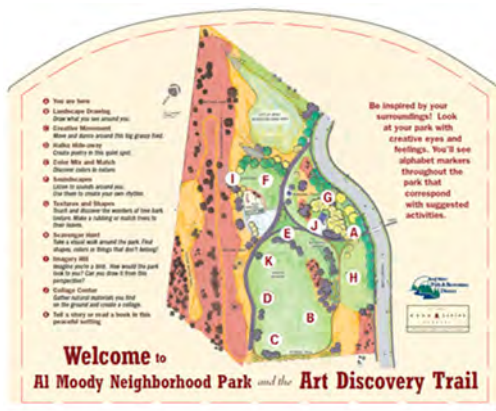 You are here
Landscape Drawing
Draw what you see around you.
Creative Movement
Move and dance around this big grassy field.
Haiku Hide-away
Create poetry in this quiet spot.
Color Mix and Match
Discover colors in nature
Soundscapes
Listen to sounds around you.
Use them to create your own rhythm.
Textures and Shapes
Touch and discover the wonders of tree bark
texture. Make a rubbing or match trees to
their leaves.
Scavenger Hunt
Take a visual walk around the park. Find
shapes, colors or things that don't belong!
Imagery Hill
Imagine you're a bird. How would the park
look to you? Can you draw it from this
perspective?
Collage Center
Gather natural materials you find
on the ground and create a collage.
Tell a story or read a book in this
peaceful setting
Be inspired by your
surroundings! Look
at your park with
creative eyes and
feelings. You'll see
alphabet markers
throughout the
park that
correspond
with suggested
activities.
I
F
G
J
A
E
K
H
D
B
C
Welcome to
Al Moody Neighborhood Park and the Art Discovery Trail